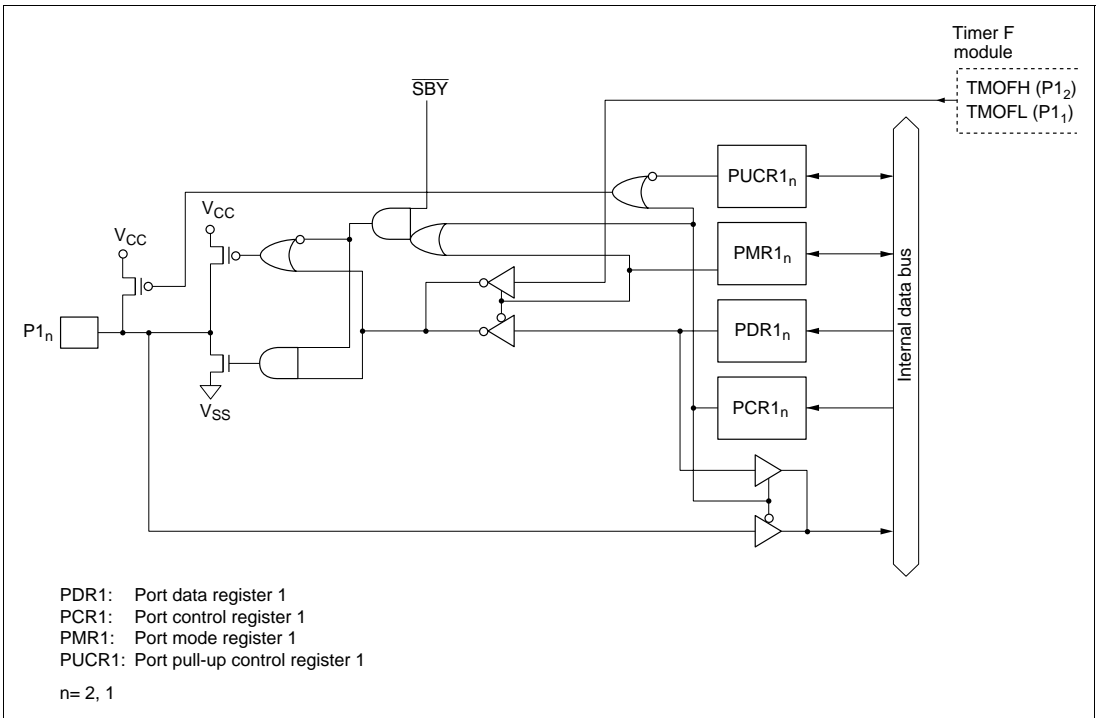 Timer F
module
TMOFH (P1₂)
TMOFL (P1₁)
SBY
PUCR1ₙ
VCC
PMR1ₙ
VCC
Internal data bus
P1ₙ
PDR1ₙ
PCR1ₙ
VSS
PDR1: Port data register 1
PCR1: Port control register 1
PMR1: Port mode register 1
PUCR1: Port pull-up control register 1
n= 2, 1